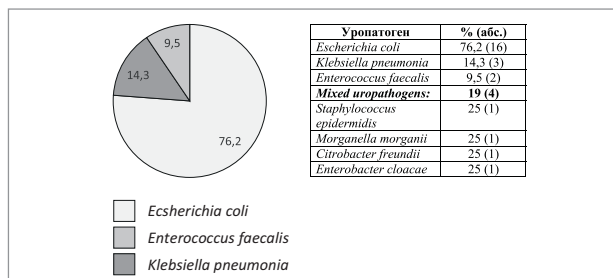 9,5
14,3
76,2
Уропатоген % (абс.)
Escherichia coli 76,2 (16)
Klebsiella pneumonia 14,3 (3)
Enterococcus faecalis 9,5 (2)
Mixed uropathogens: 19 (4)
Staphylococcus
epidermidis 25 (1)
Morganella morganii 25 (1)
Citrobacter freundii 25 (1)
Enterobacter cloacae 25 (1)
Ecsherichia coli
Enterococcus faecalis
Klebsiella pneumonia